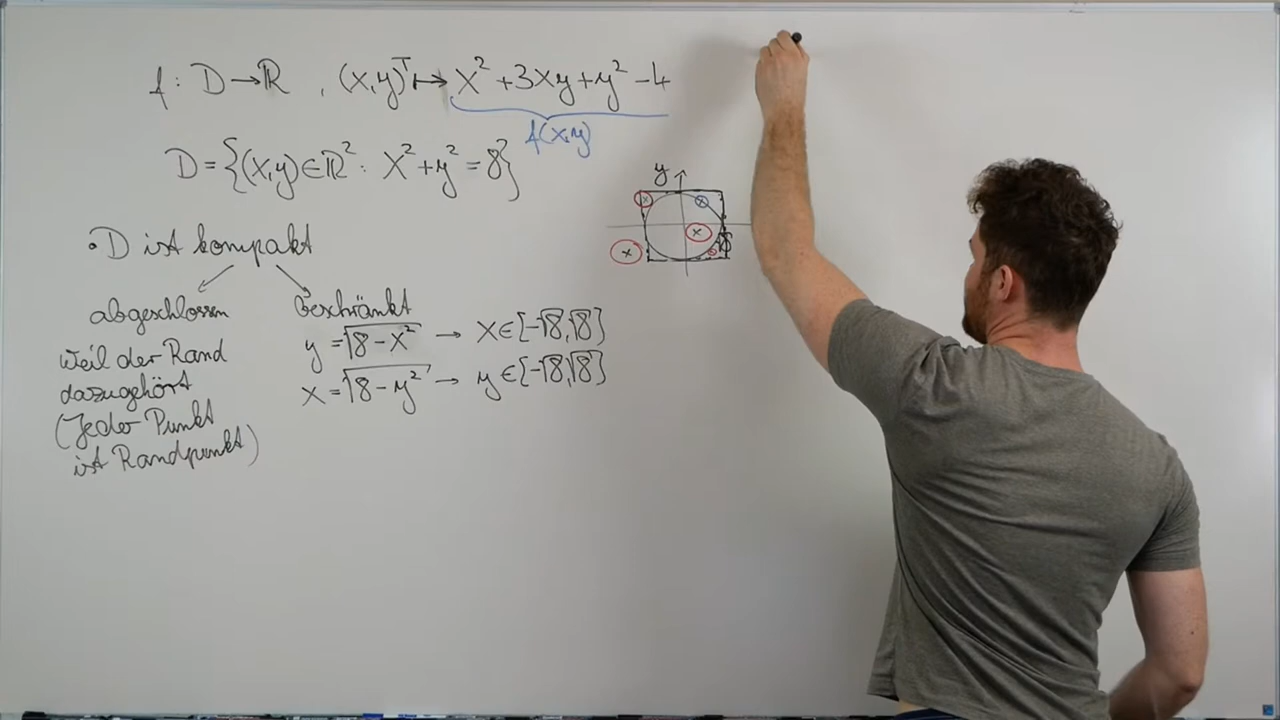 f: D→ℝ , (x,y)ᵀ ↦ x² + 3xy + y² − 4
f(x,y)
D = {(x,y) ∈ ℝ² : x² + y² = 8}
y
• D ist kompakt
abgeschlossen
weil der Rand
dazugehört
(Jeder Punkt
ist Randpunkt)
beschränkt
y = √(8 − x²) → x ∈ [−√8, √8]
x = √(8 − y²) → y ∈ [−√8, √8]